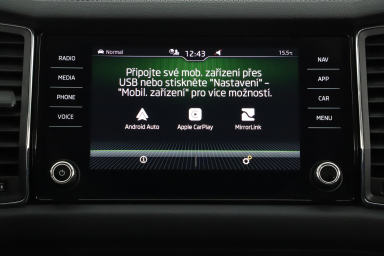 Normal 12:43 15.5°C
RADIO
MEDIA
PHONE
VOICE
Připojte své mob. zařízení přes
USB nebo stiskněte "Nastavení" –
"Mobil. zařízení" pro více možností.
Android Auto Apple CarPlay MirrorLink
NAV
APP
CAR
MENU